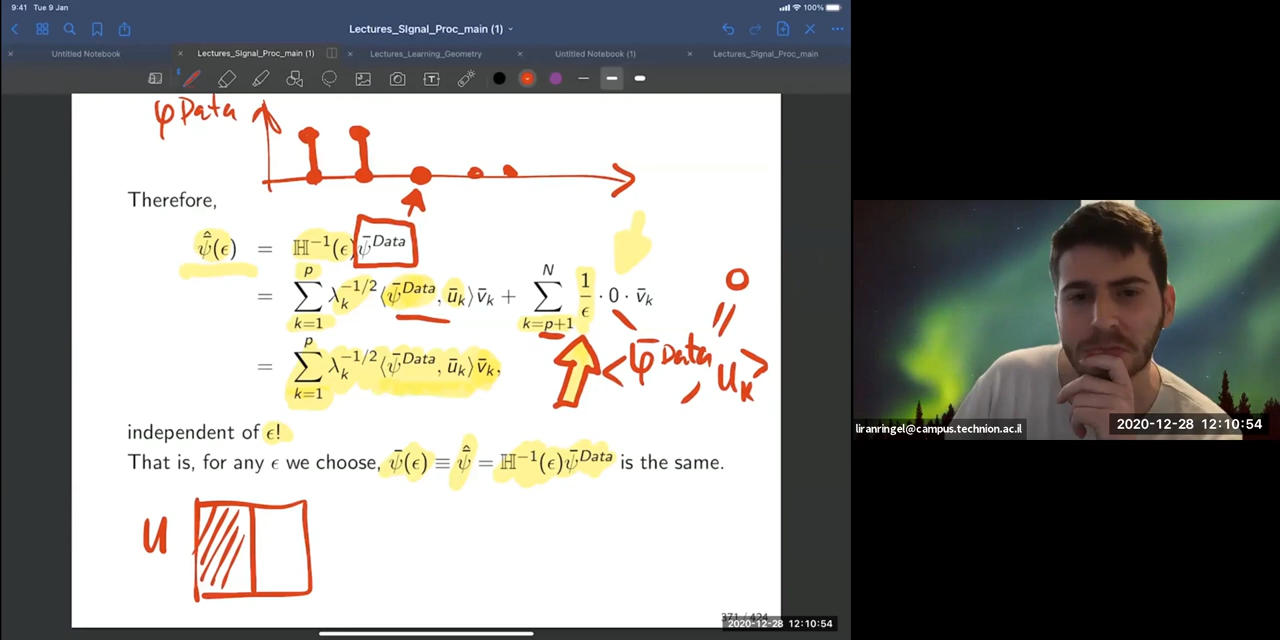 9:41 Tue 9 Jan
100%
Lectures_SIgnal_Proc_main (1)
Untitled Notebook
Lectures_SIgnal_Proc_main (1)
Lectures_Learning_Geometry
Untitled Notebook (1)
Lectures_SIgnal_Proc_main
φ Data
Therefore,
ψ̂(ϵ) = ℍ⁻¹(ϵ)ψ̄^Data
= ∑_{k=1}^{p} λ_k^{-1/2}⟨ψ̄^Data, ū_k⟩v̄_k + ∑_{k=p+1}^{N} 1/ϵ · 0 · v̄_k
0
=
<φ̄ Data, u_k>
= ∑_{k=1}^{p} λ_k^{-1/2}⟨ψ̄^Data, ū_k⟩v̄_k,
independent of ϵ!
That is, for any ϵ we choose, ψ̄(ϵ) ≡ ψ̂ = ℍ⁻¹(ϵ)ψ̄^Data is the same.
U
371 / 424
2020-12-28 12:10:54
liranringel@campus.technion.ac.il
2020-12-28 12:10:54